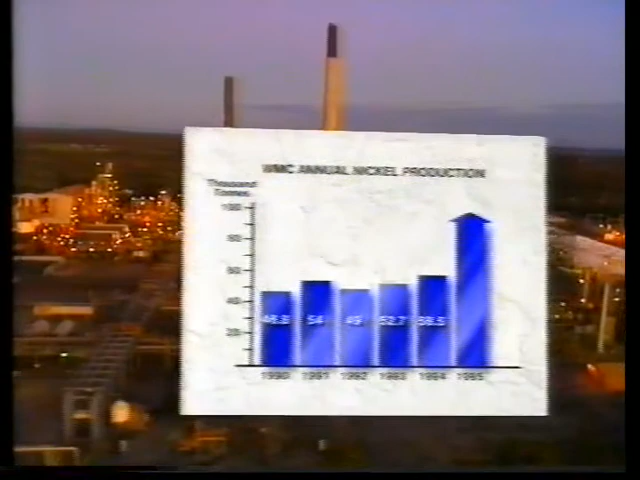 WMC ANNUAL NICKEL PRODUCTION
Thousand
Tonnes
100
80
60
40
20
46.8 54 49 52.7
1990 1991 1992 1993 1994 1995